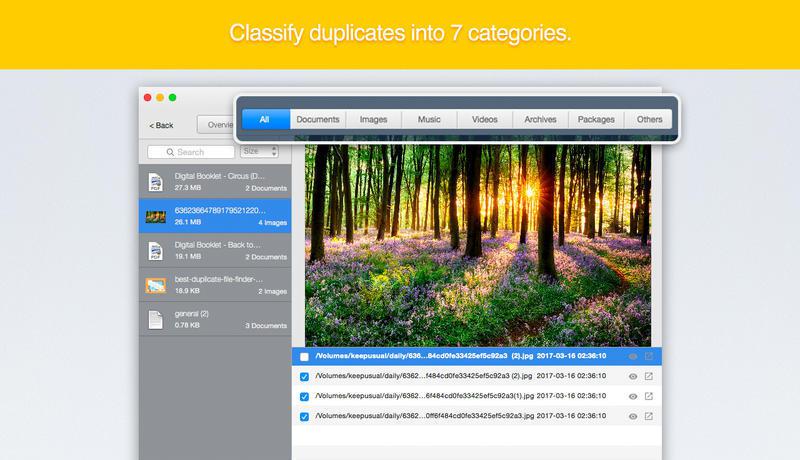 Classify duplicates into 7 categories.
All Documents Images Music Videos Archives Packages Others
< Back
Overvie
Search
Size
PDF
Digital Booklet - Circus (D...
27.3 MB
2 Documents
63623664789179521220...
26.1 MB
4 Images
PDF
Digital Booklet - Back to...
19.1 MB
2 Documents
best-duplicate-file-finder-...
18.9 KB
2 Images
general (2)
0.78 KB
3 Documents
/Volumes/keepusual/daily/636...84cd0fe33425ef5c92a3 (2).jpg 2017-03-16 02:36:10
/Volumes/keepusual/daily/6362...f484cd0fe33425ef5c92a3 (2).jpg 2017-03-16 02:36:10
/Volumes/keepusual/daily/6362...6f484cd0fe33425ef5c92a3(1).jpg 2017-03-16 02:36:10
/Volumes/keepusual/daily/6362...0ff6f484cd0fe33425ef5c92a3.jpg 2017-03-16 02:36:10